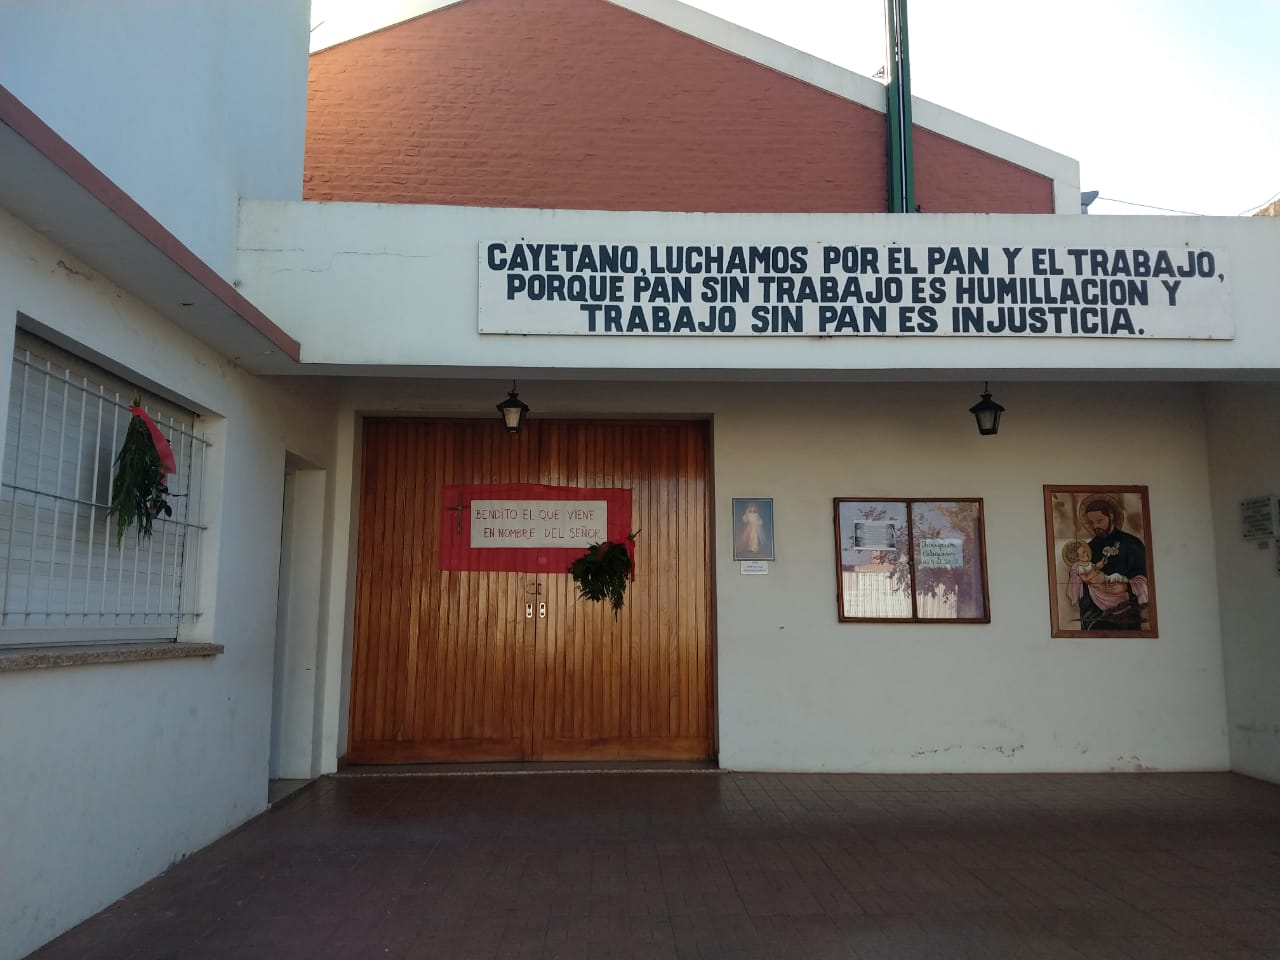 CAYETANO, LUCHAMOS POR EL PAN Y EL TRABAJO,
PORQUE PAN SIN TRABAJO ES HUMILLACION Y
TRABAJO SIN PAN ES INJUSTICIA.
BENDITO EL QUE VIENE
EN NOMBRE DEL SEÑOR